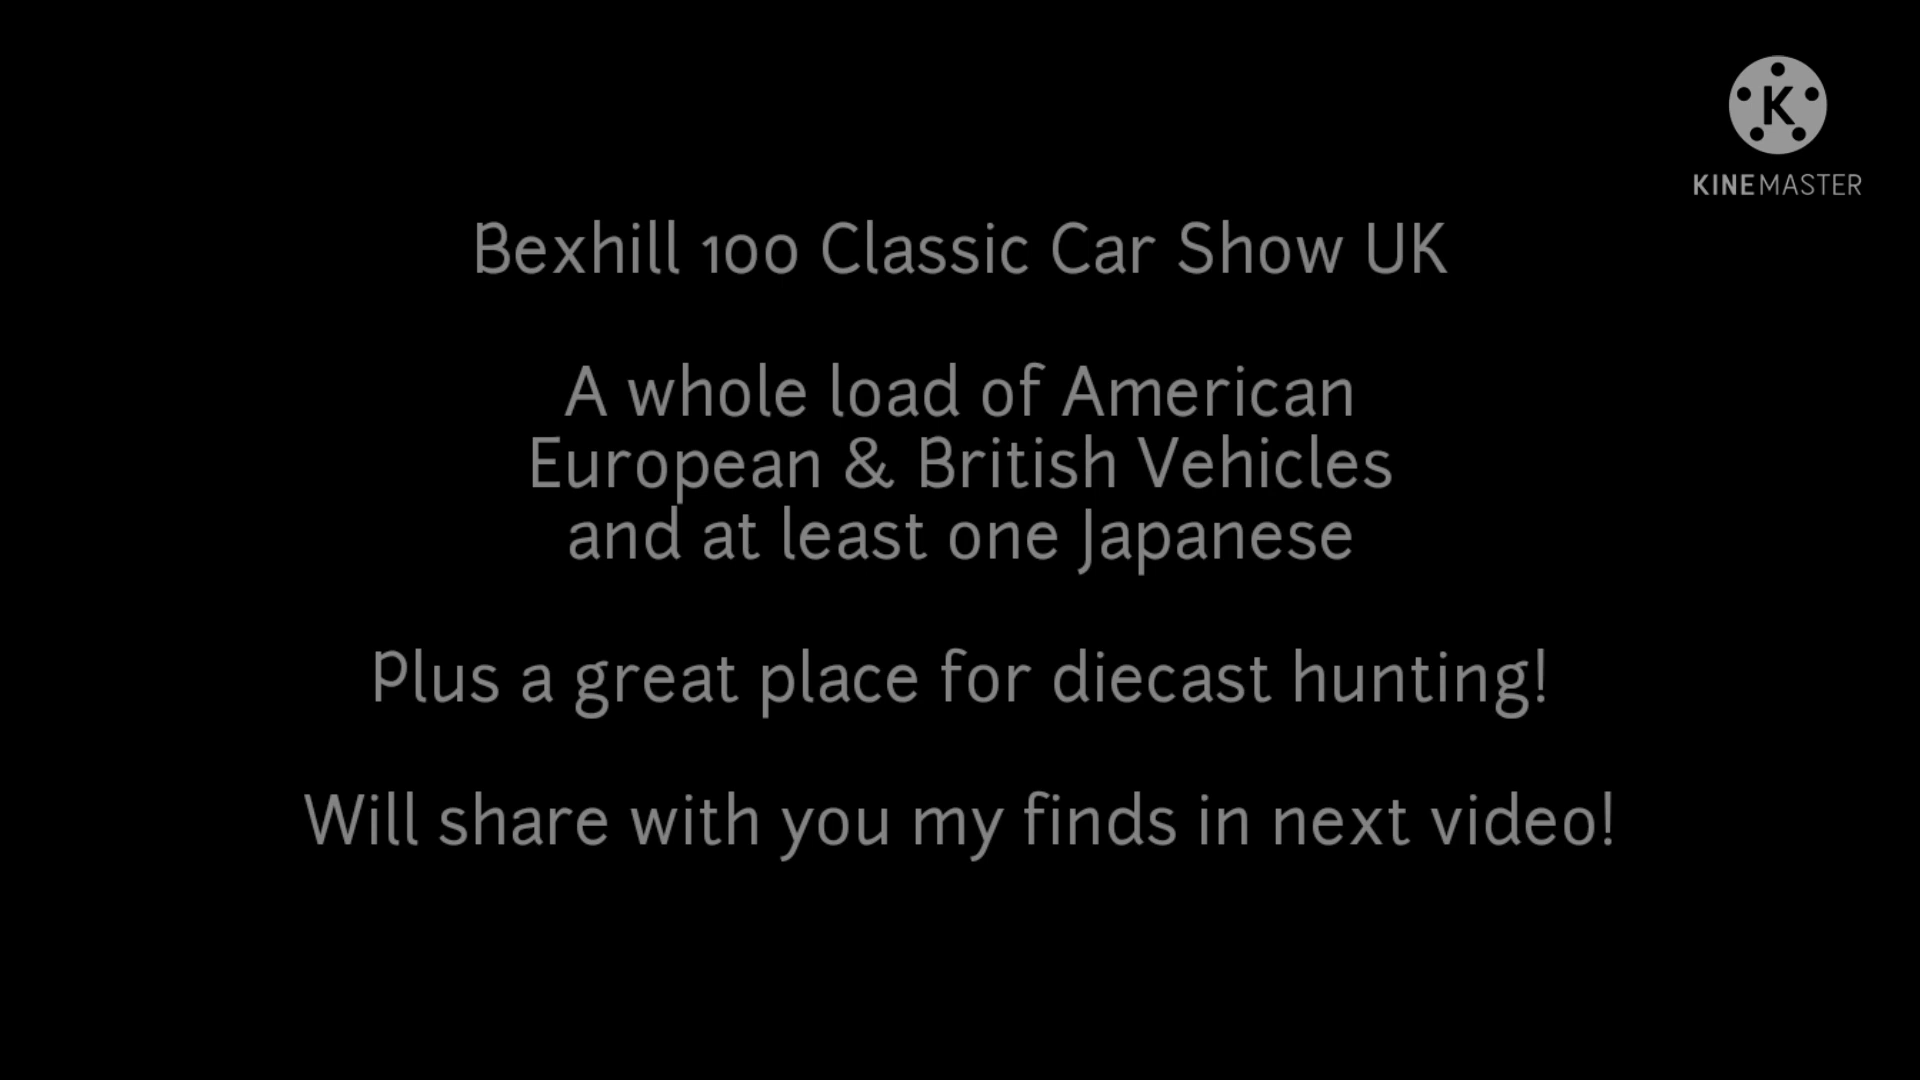 K
KINEMASTER
Bexhill 100 Classic Car Show UK
A whole load of American
European & British Vehicles
and at least one Japanese
Plus a great place for diecast hunting!
Will share with you my finds in next video!